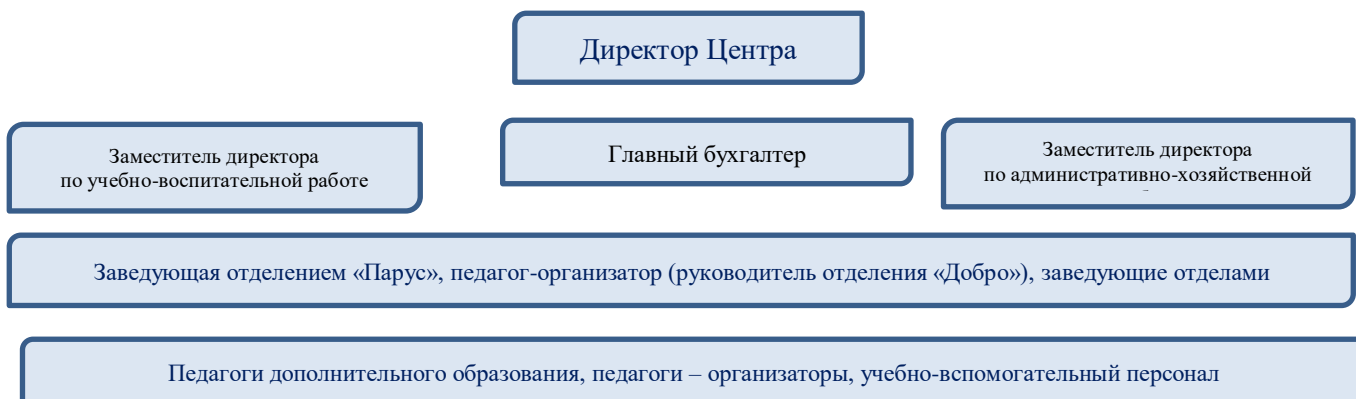 Директор Центра
Заместитель директора
по учебно-воспитательной работе
Главный бухгалтер
Заместитель директора
по административно-хозяйственной
Заведующая отделением «Парус», педагог-организатор (руководитель отделения «Добро»), заведующие отделами
Педагоги дополнительного образования, педагоги – организаторы, учебно-вспомогательный персонал